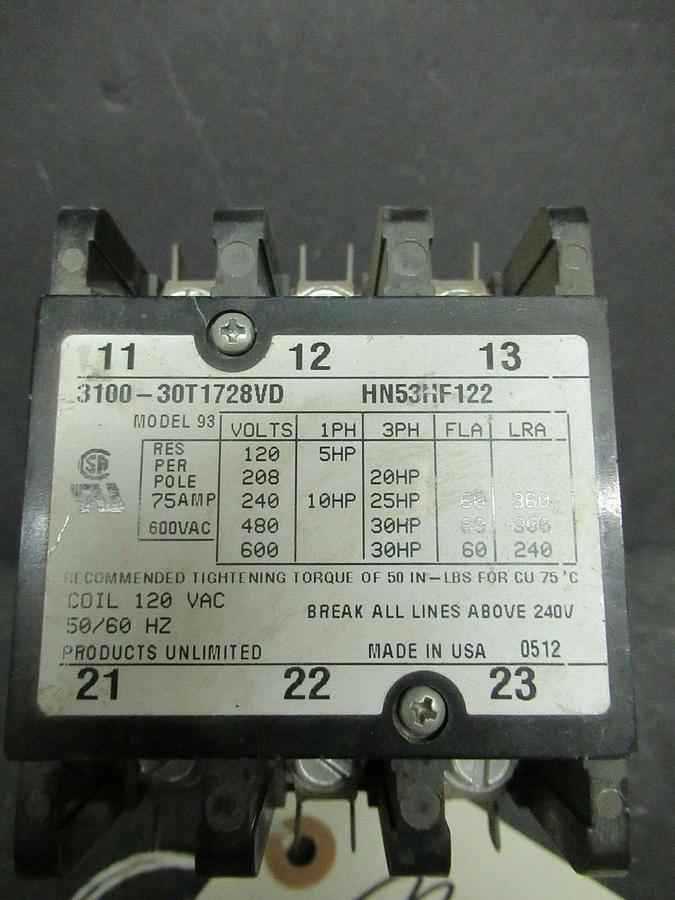 11 12 13
3100-30T1728VD HN53HF122
MODEL 93 VOLTS 1PH 3PH FLA LRA
RES PER POLE 75AMP 600VAC
120 5HP
208 20HP
240 10HP 25HP 60 360
480 30HP 60 300
600 30HP 60 240
RECOMMENDED TIGHTENING TORQUE OF 50 IN-LBS FOR CU 75°C
COIL 120 VAC
50/60 HZ
BREAK ALL LINES ABOVE 240V
PRODUCTS UNLIMITED MADE IN USA 0512
21 22 23